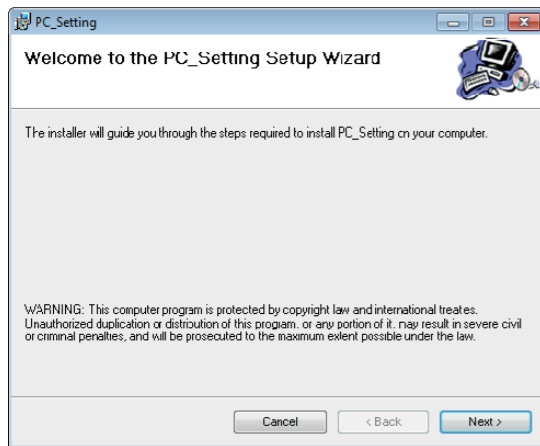 PC_Setting
Welcome to the PC_Setting Setup Wizard
The installer will guide you through the steps required to install PC_Setting on your computer.
WARNING: This computer program is protected by copyright law and international treaties.
Unauthorized duplication or distribution of this program, or any portion of it, may result in severe civil
or criminal penalties, and will be prosecuted to the maximum extent possible under the law.
Cancel
< Back
Next >